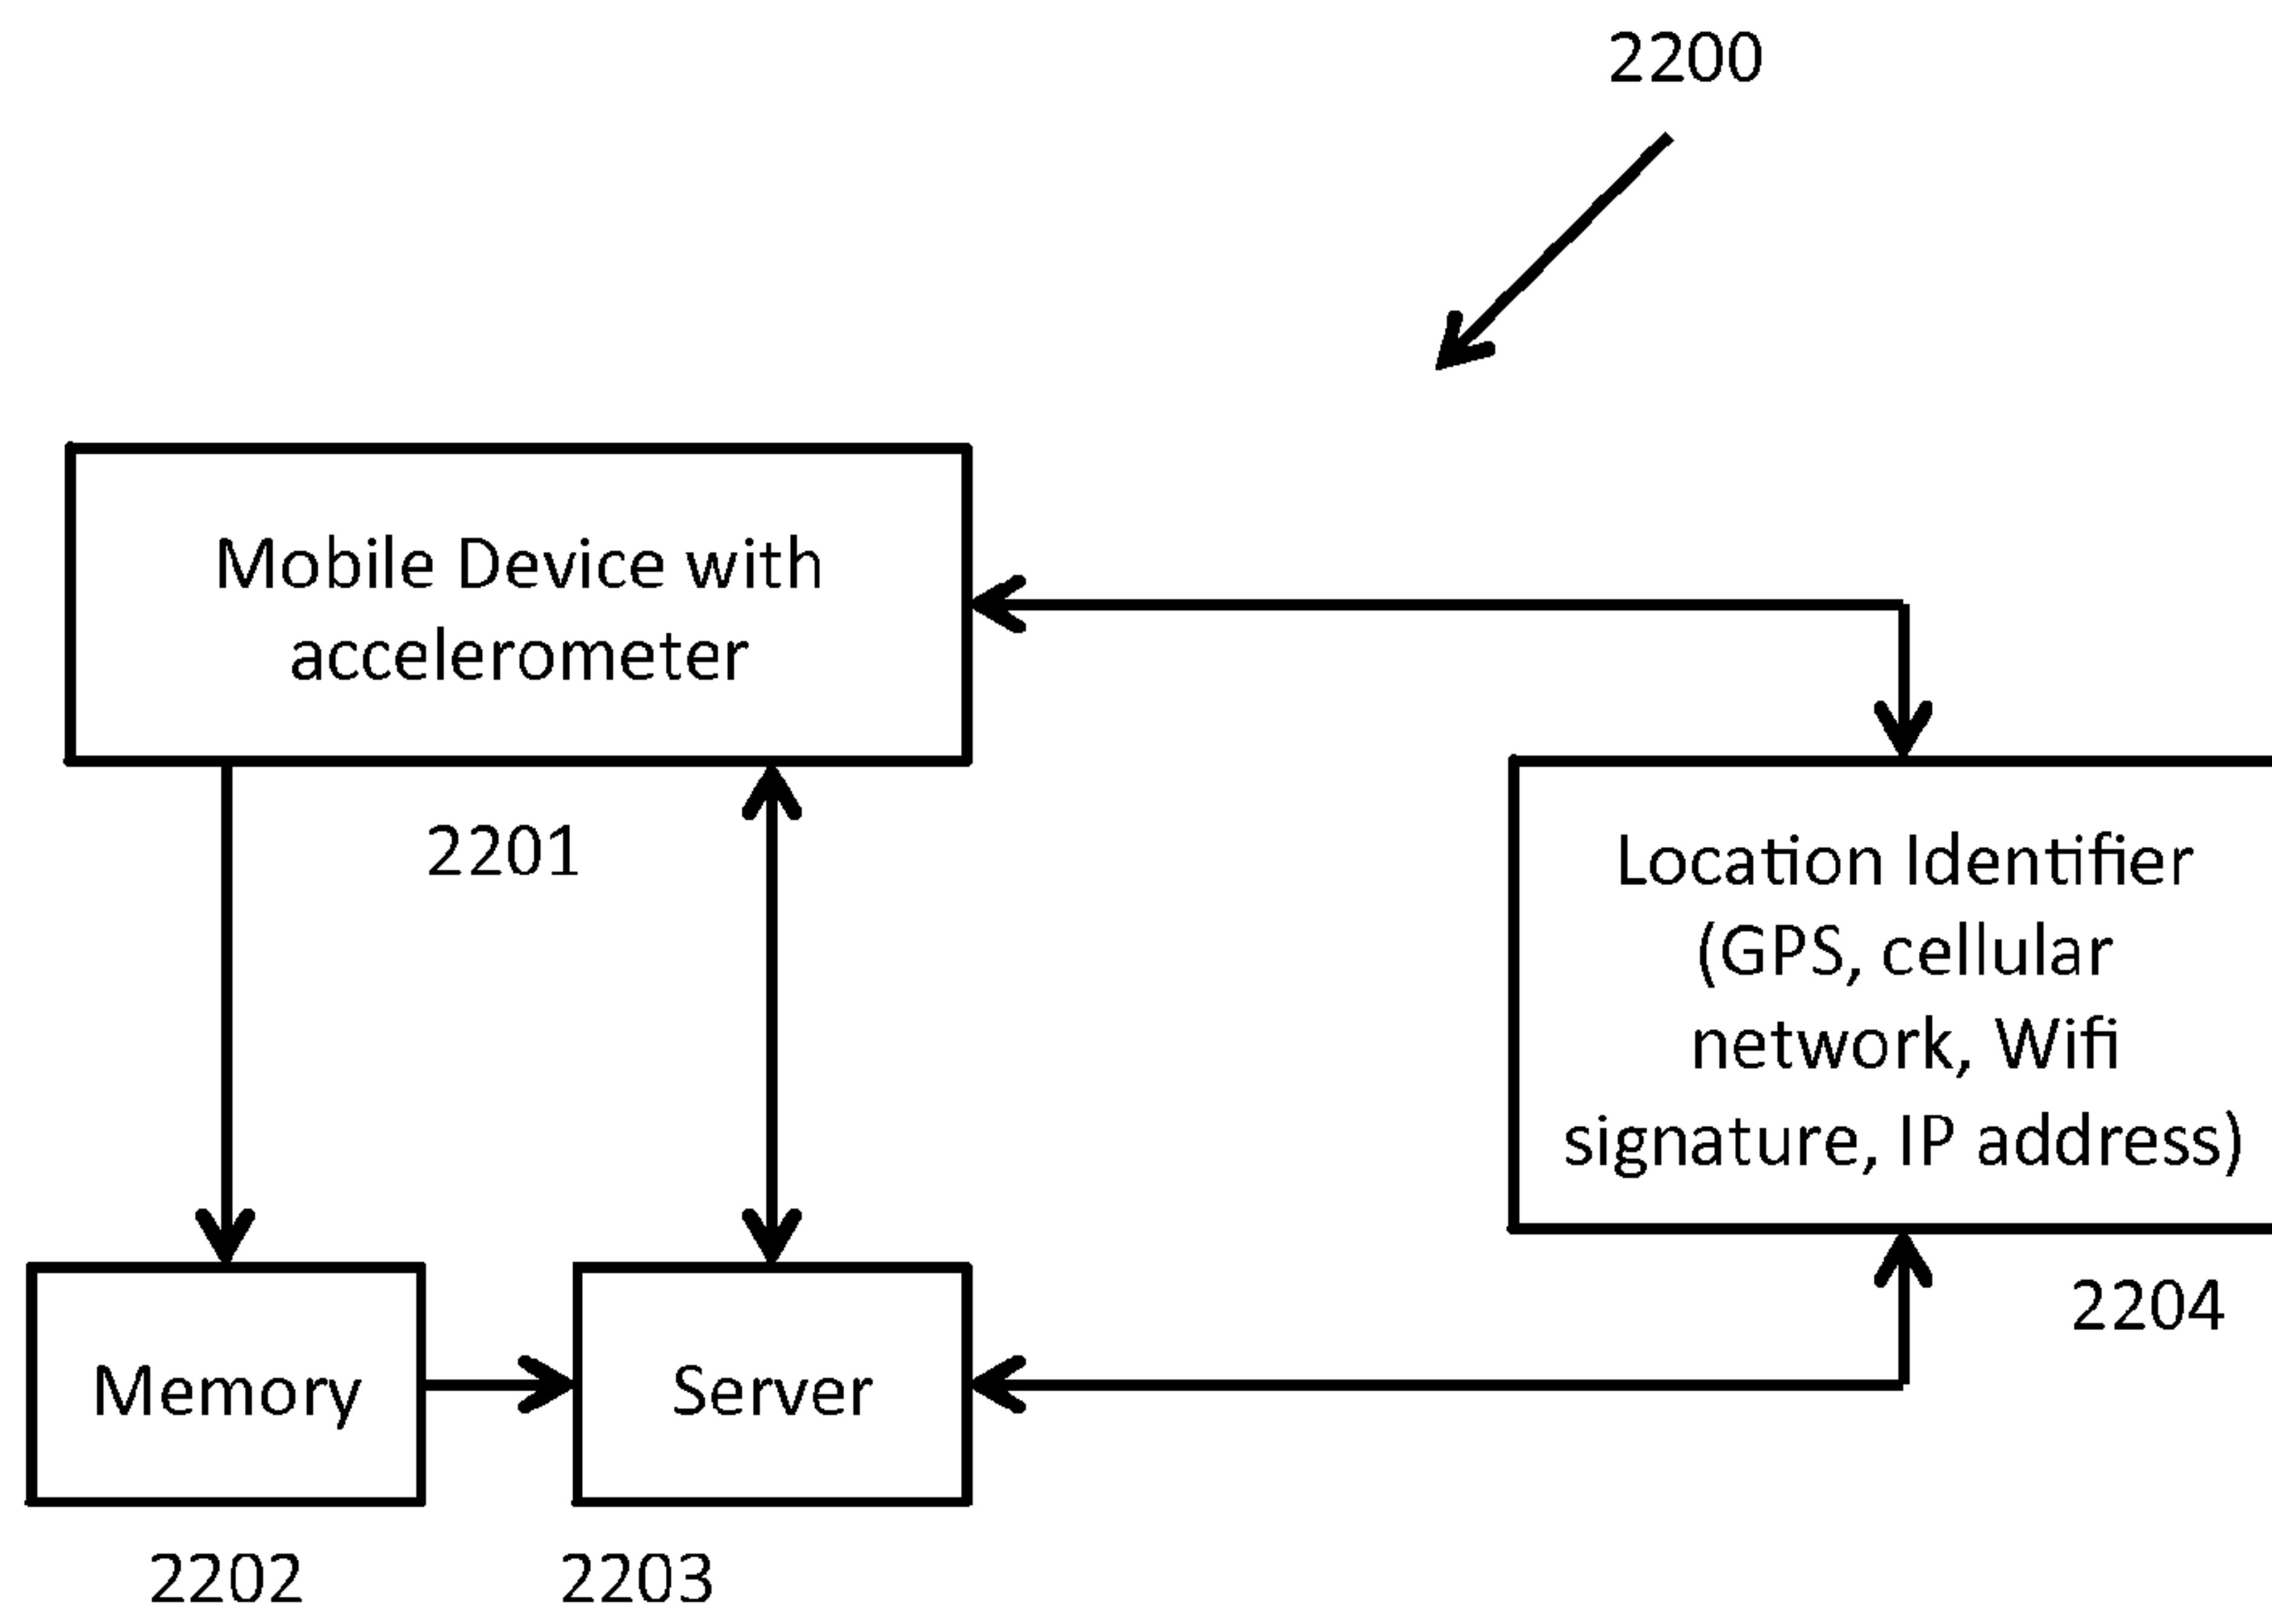 2200
Mobile Device with
accelerometer
2201
Location Identifier
(GPS, cellular
network, Wifi
signature, IP address)
2204
Memory
Server
2202
2203